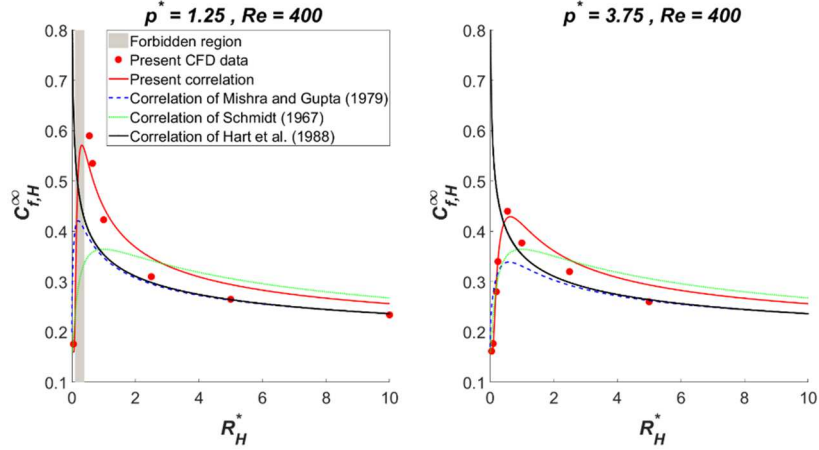 p* = 1.25 , Re = 400
0.8
0.7
0.6
0.5
0.4
0.3
0.2
0.1
C∞f,H
Forbidden region
Present CFD data
Present correlation
Correlation of Mishra and Gupta (1979)
Correlation of Schmidt (1967)
Correlation of Hart et al. (1988)
0 2 4 6 8 10
R*H
p* = 3.75 , Re = 400
0.8
0.7
0.6
0.5
0.4
0.3
0.2
0.1
C∞f,H
0 2 4 6 8 10
R*H